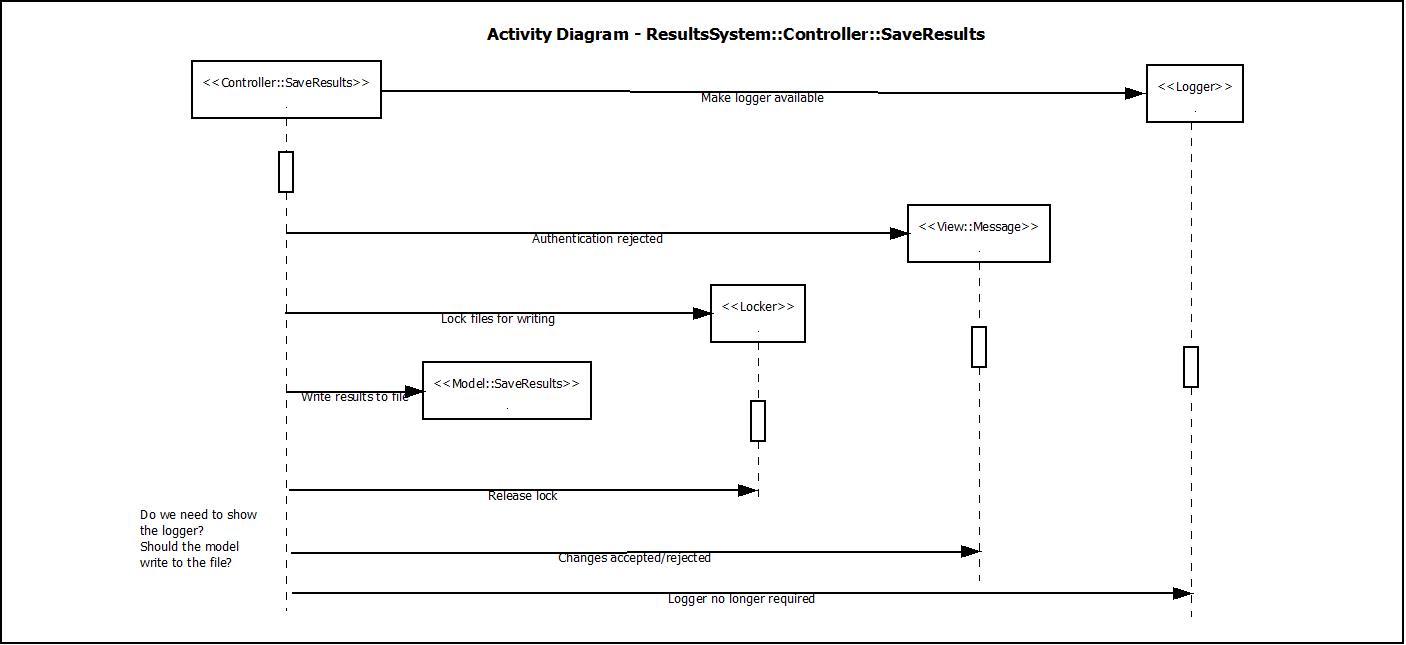 Activity Diagram - ResultsSystem::Controller::SaveResults
<<Controller::SaveResults>>
<<Logger>>
Make logger available
<<View::Message>>
Authentication rejected
<<Locker>>
Lock files for writing
<<Model::SaveResults>>
Write results to file
Release lock
Do we need to show
the logger?
Should the model
write to the file?
Changes accepted/rejected
Logger no longer required